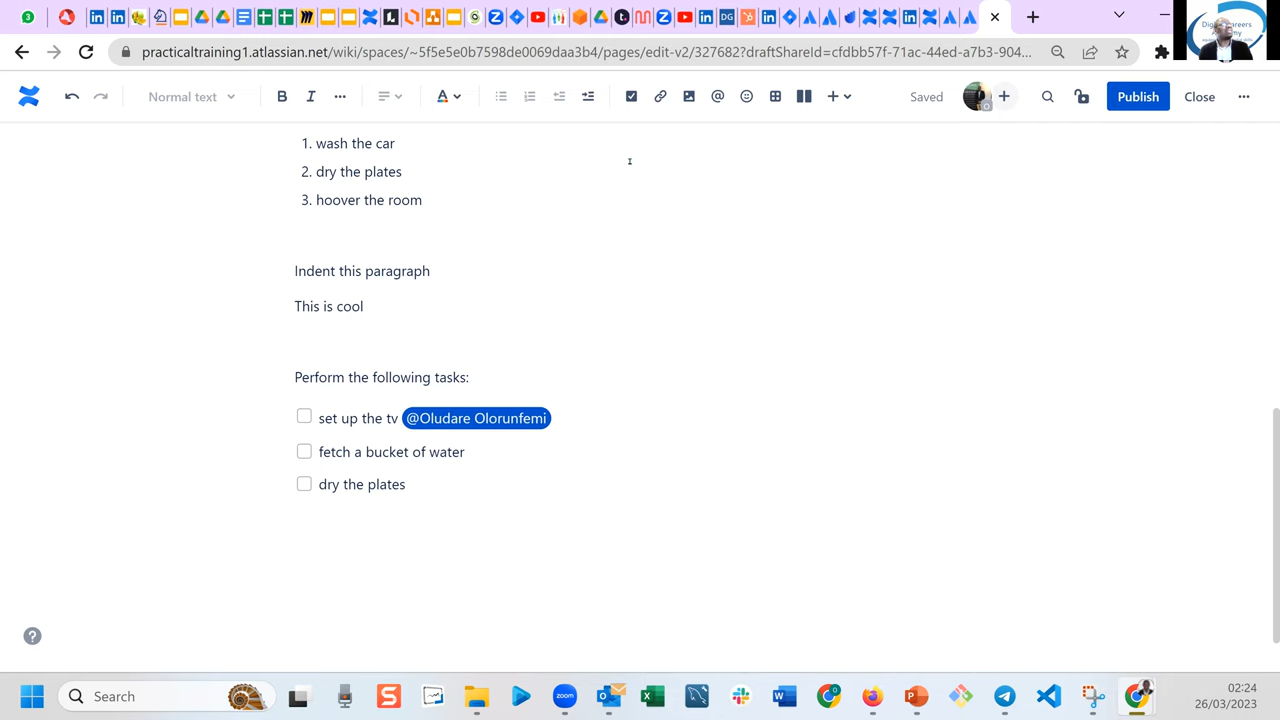 practicaltraining1.atlassian.net/wiki/spaces/~5f5e5e0b7598de0069daa3b4/pages/edit-v2/327682?draftShareId=cfdbb57f-71ac-44ed-a7b3-904...
Normal text
Saved
Publish
Close
1. wash the car
2. dry the plates
3. hoover the room
Indent this paragraph
This is cool
Perform the following tasks:
set up the tv @Oludare Olorunfemi
fetch a bucket of water
dry the plates
Search
02:24
26/03/2023